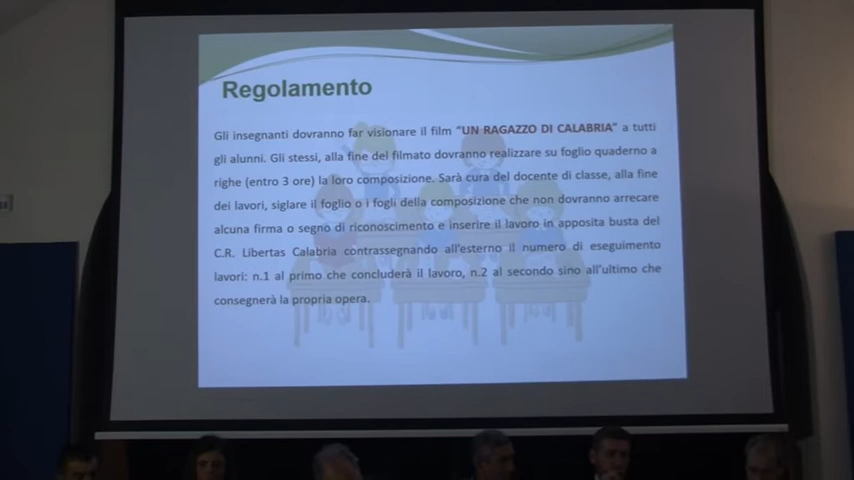 Regolamento
Gli insegnanti dovranno far visionare il film “UN RAGAZZO DI CALABRIA” a tutti
gli alunni. Gli stessi, alla fine del filmato dovranno realizzare su foglio quaderno a
righe (entro 3 ore) la loro composizione. Sarà cura del docente di classe, alla fine
dei lavori, siglare il foglio o i fogli della composizione che non dovranno arrecare
alcuna firma o segno di riconoscimento e inserire il lavoro in apposita busta del
C.R. Libertas Calabria contrassegnando all'esterno il numero di eseguimento
lavori: n.1 al primo che concluderà il lavoro, n.2 al secondo sino all'ultimo che
consegnerà la propria opera.